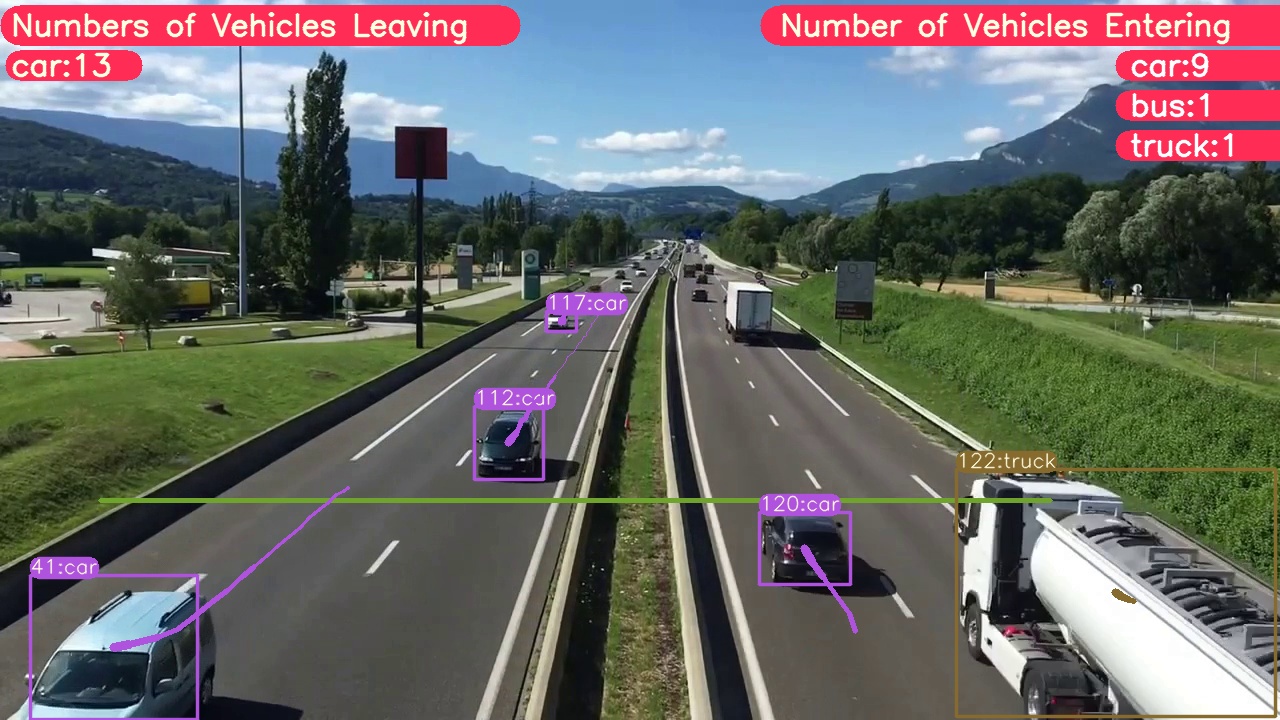 Numbers of Vehicles Leaving
car:13
Number of Vehicles Entering
car:9
bus:1
truck:1
117:car
112:car
122:truck
120:car
41:car